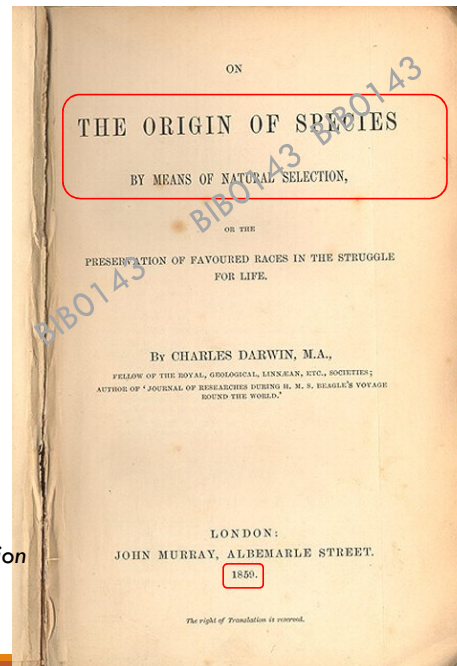 ON
THE ORIGIN OF SPECIES
BY MEANS OF NATURAL SELECTION,
OR THE
PRESERVATION OF FAVOURED RACES IN THE STRUGGLE
FOR LIFE.
BY CHARLES DARWIN, M.A.,
FELLOW OF THE ROYAL, GEOLOGICAL, LINNÆAN, ETC., SOCIETIES;
AUTHOR OF 'JOURNAL OF RESEARCHES DURING H. M. S. BEAGLE'S VOYAGE
ROUND THE WORLD.'
LONDON:
JOHN MURRAY, ALBEMARLE STREET.
1859.
The right of Translation is reserved.
BIBO143 BIBO143 BIBO143